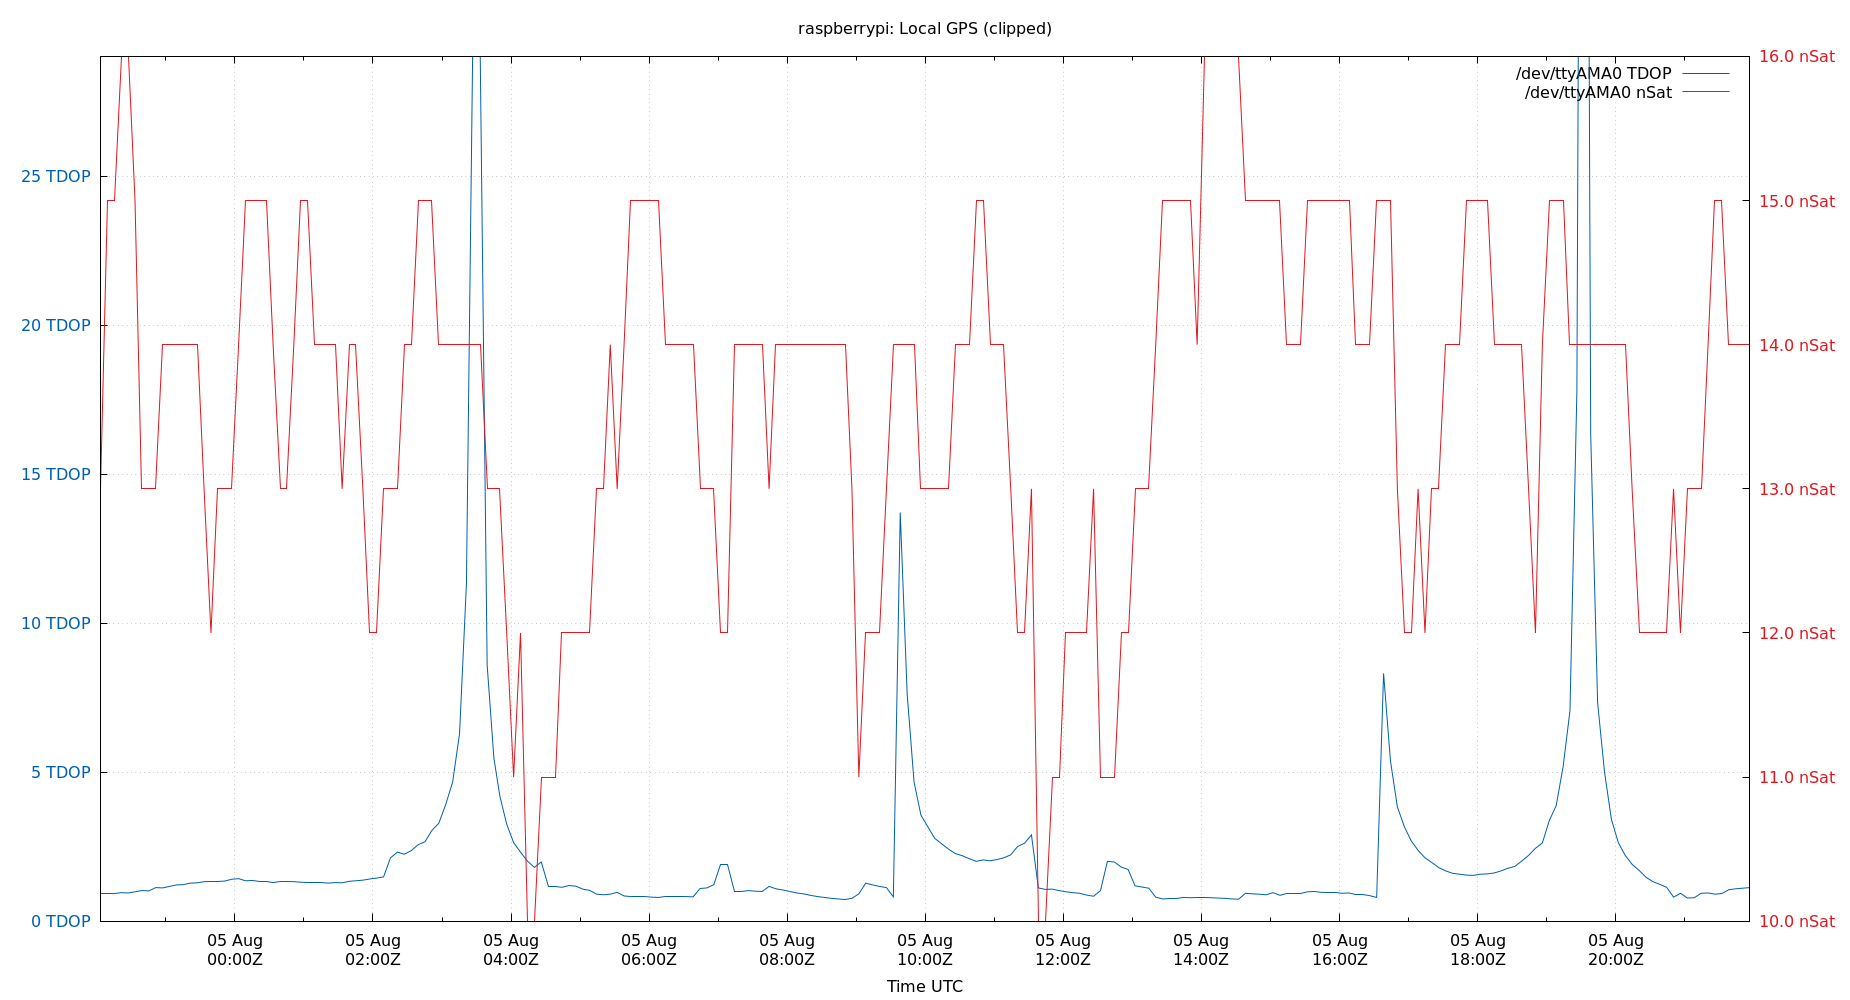 raspberrypi: Local GPS (clipped)
16.0 nSat
/dev/ttyAMA0 TDOP
/dev/ttyAMA0 nSat
25 TDOP
15.0 nSat
20 TDOP
14.0 nSat
15 TDOP
13.0 nSat
10 TDOP
12.0 nSat
5 TDOP
11.0 nSat
0 TDOP
10.0 nSat
05 Aug 05 Aug 05 Aug 05 Aug 05 Aug 05 Aug 05 Aug 05 Aug 05 Aug 05 Aug 05 Aug
00:00Z 02:00Z 04:00Z 06:00Z 08:00Z 10:00Z 12:00Z 14:00Z 16:00Z 18:00Z 20:00Z
Time UTC